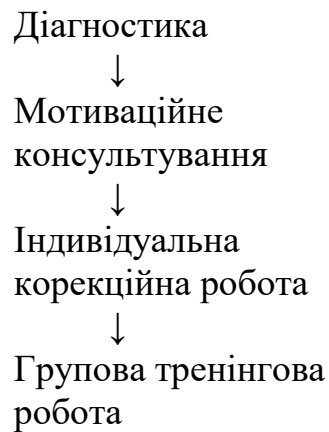 Діагностика
↓
Мотиваційне
консультування
↓
Індивідуальна
корекційна робота
↓
Групова тренінгова
робота